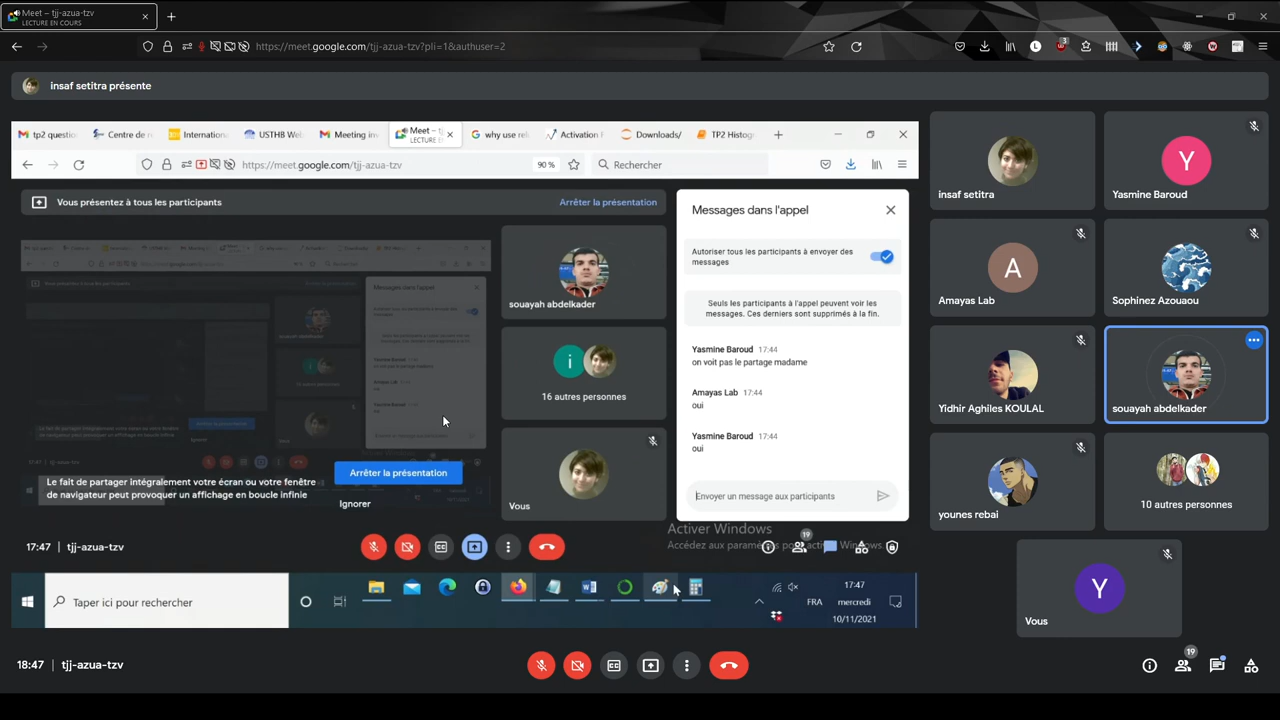 Meet – tjj-azua-tzv
LECTURE EN COURS
https://meet.google.com/tjj-azua-tzv?pli=1&authuser=2
3
insaf setitra présente
tp2 question
Centre de re
International
USTHB Web
Meeting in
Meet – tjj
LECTURE EN
why use rel
Activation F
Downloads/
TP2 Histog
https://meet.google.com/tjj-azua-tzv
90 %
Rechercher
Vous présentez à tous les participants
Arrêter la présentation
souayah abdelkader
i
16 autres personnes
Vous
Le fait de partager intégralement votre écran ou votre fenêtre
de navigateur peut provoquer un affichage en boucle infinie
Arrêter la présentation
Ignorer
Messages dans l'appel
Autoriser tous les participants à envoyer des
messages
Seuls les participants à l'appel peuvent voir les
messages. Ces derniers sont supprimés à la fin.
Yasmine Baroud 17:44
on voit pas le partage madame
Amayas Lab 17:44
oui
Yasmine Baroud 17:44
oui
Envoyer un message aux participants
Activer Windows
Accédez aux paramètres pour activer Windows.
17:47 tjj-azua-tzv
19
Taper ici pour rechercher
FRA
17:47
mercredi
10/11/2021
insaf setitra
Y
Yasmine Baroud
A
Amayas Lab
Sophinez Azouaou
Yidhir Aghiles KOULAL
souayah abdelkader
younes rebai
10 autres personnes
Y
Vous
18:47 tjj-azua-tzv
19